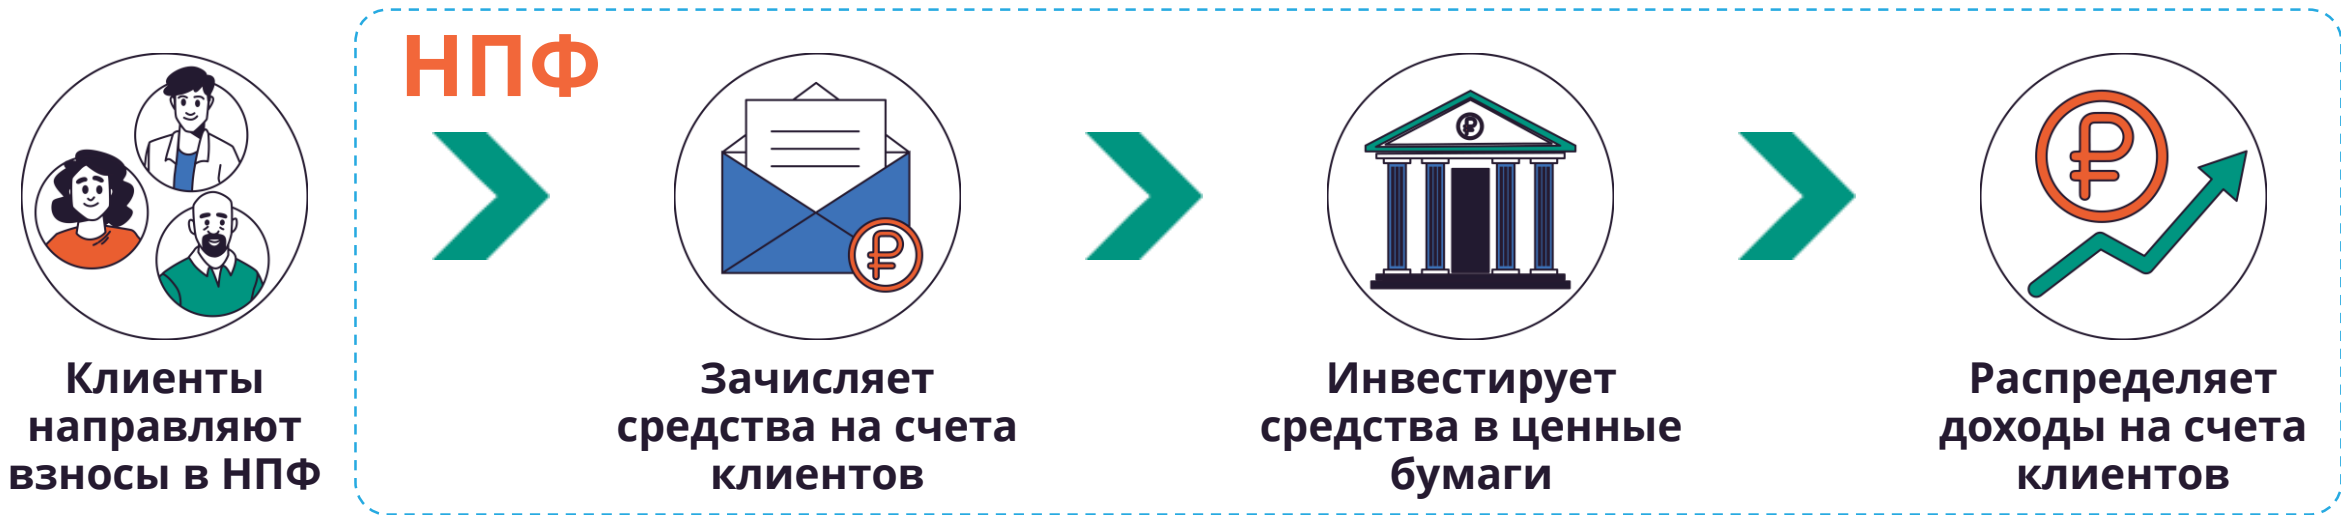 НПФ
Клиенты
направляют
взносы в НПФ
Зачисляет
средства на счета
клиентов
Инвестирует
средства в ценные
бумаги
Распределяет
доходы на счета
клиентов